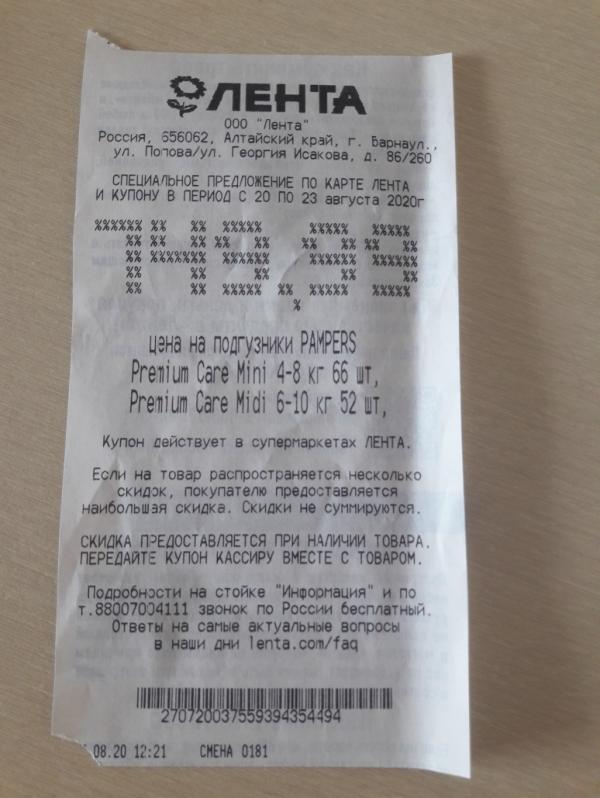 ЛЕНТА
ООО "Лента"
Россия, 656062, Алтайский край, г. Барнаул.,
ул. Попова/ул. Георгия Исакова, д. 86/260
СПЕЦИАЛЬНОЕ ПРЕДЛОЖЕНИЕ ПО КАРТЕ ЛЕНТА
И КУПОНУ В ПЕРИОД С 20 ПО 23 августа 2020г
749,99
цена на подгузники PAMPERS
Premium Care Mini 4-8 кг 66 шт,
Premium Care Midi 6-10 кг 52 шт,
Купон действует в супермаркетах ЛЕНТА.
Если на товар распространяется несколько
скидок, покупателю предоставляется
наибольшая скидка. Скидки не суммируются.
СКИДКА ПРЕДОСТАВЛЯЕТСЯ ПРИ НАЛИЧИИ ТОВАРА.
ПЕРЕДАЙТЕ КУПОН КАССИРУ ВМЕСТЕ С ТОВАРОМ.
Подробности на стойке "Информация" и по
т.88007004111 звонок по России бесплатный.
Ответы на самые актуальные вопросы
в наши дни lenta.com/faq
270720037559394354494
.08.20 12:21 СМЕНА 0181